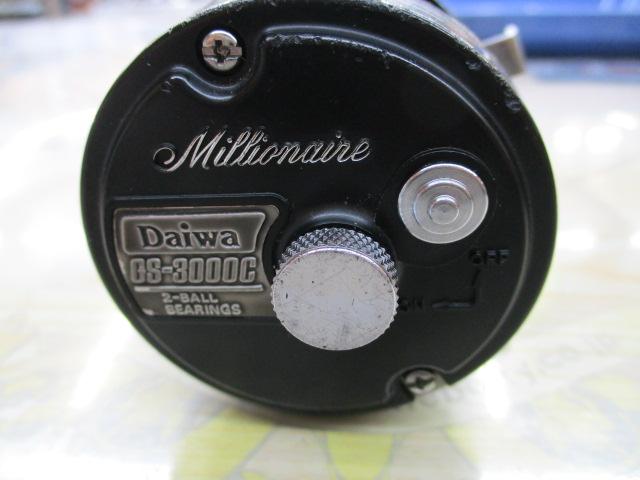 Millionaire
Daiwa
GS-3000C
2-BALL
BEARINGS
OFF
ON